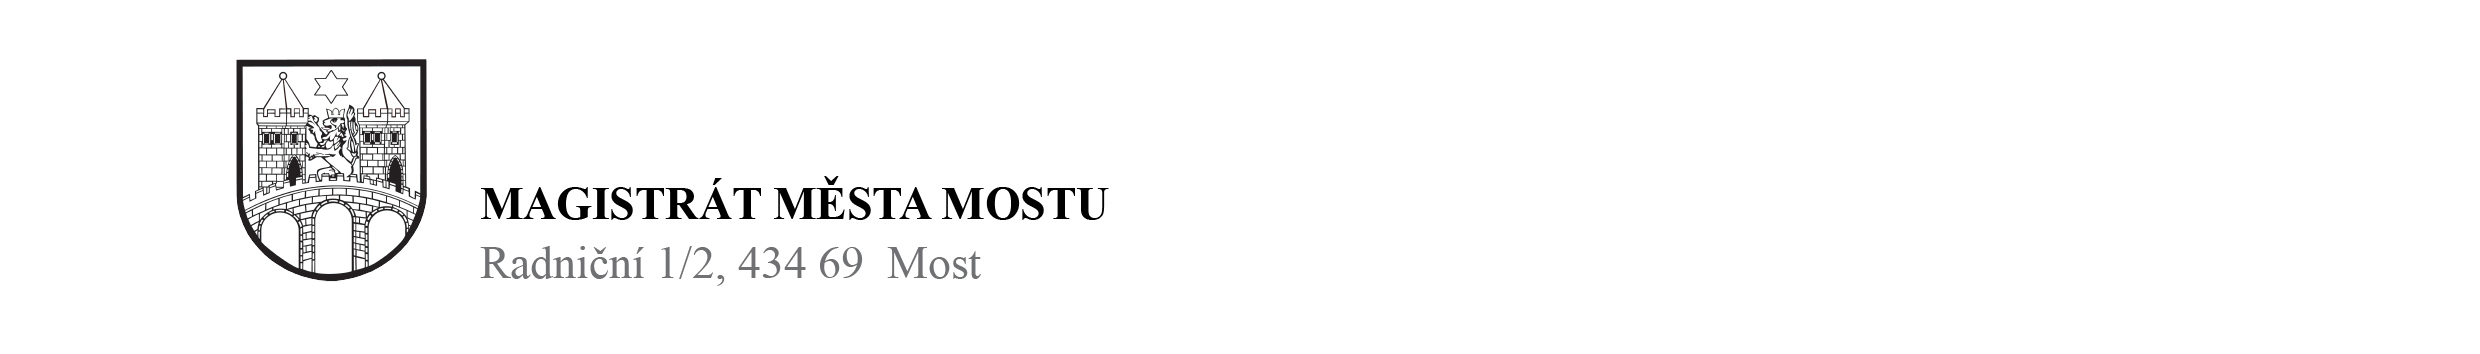 MAGISTRÁT MĚSTA MOSTU
Radniční 1/2, 434 69  Most